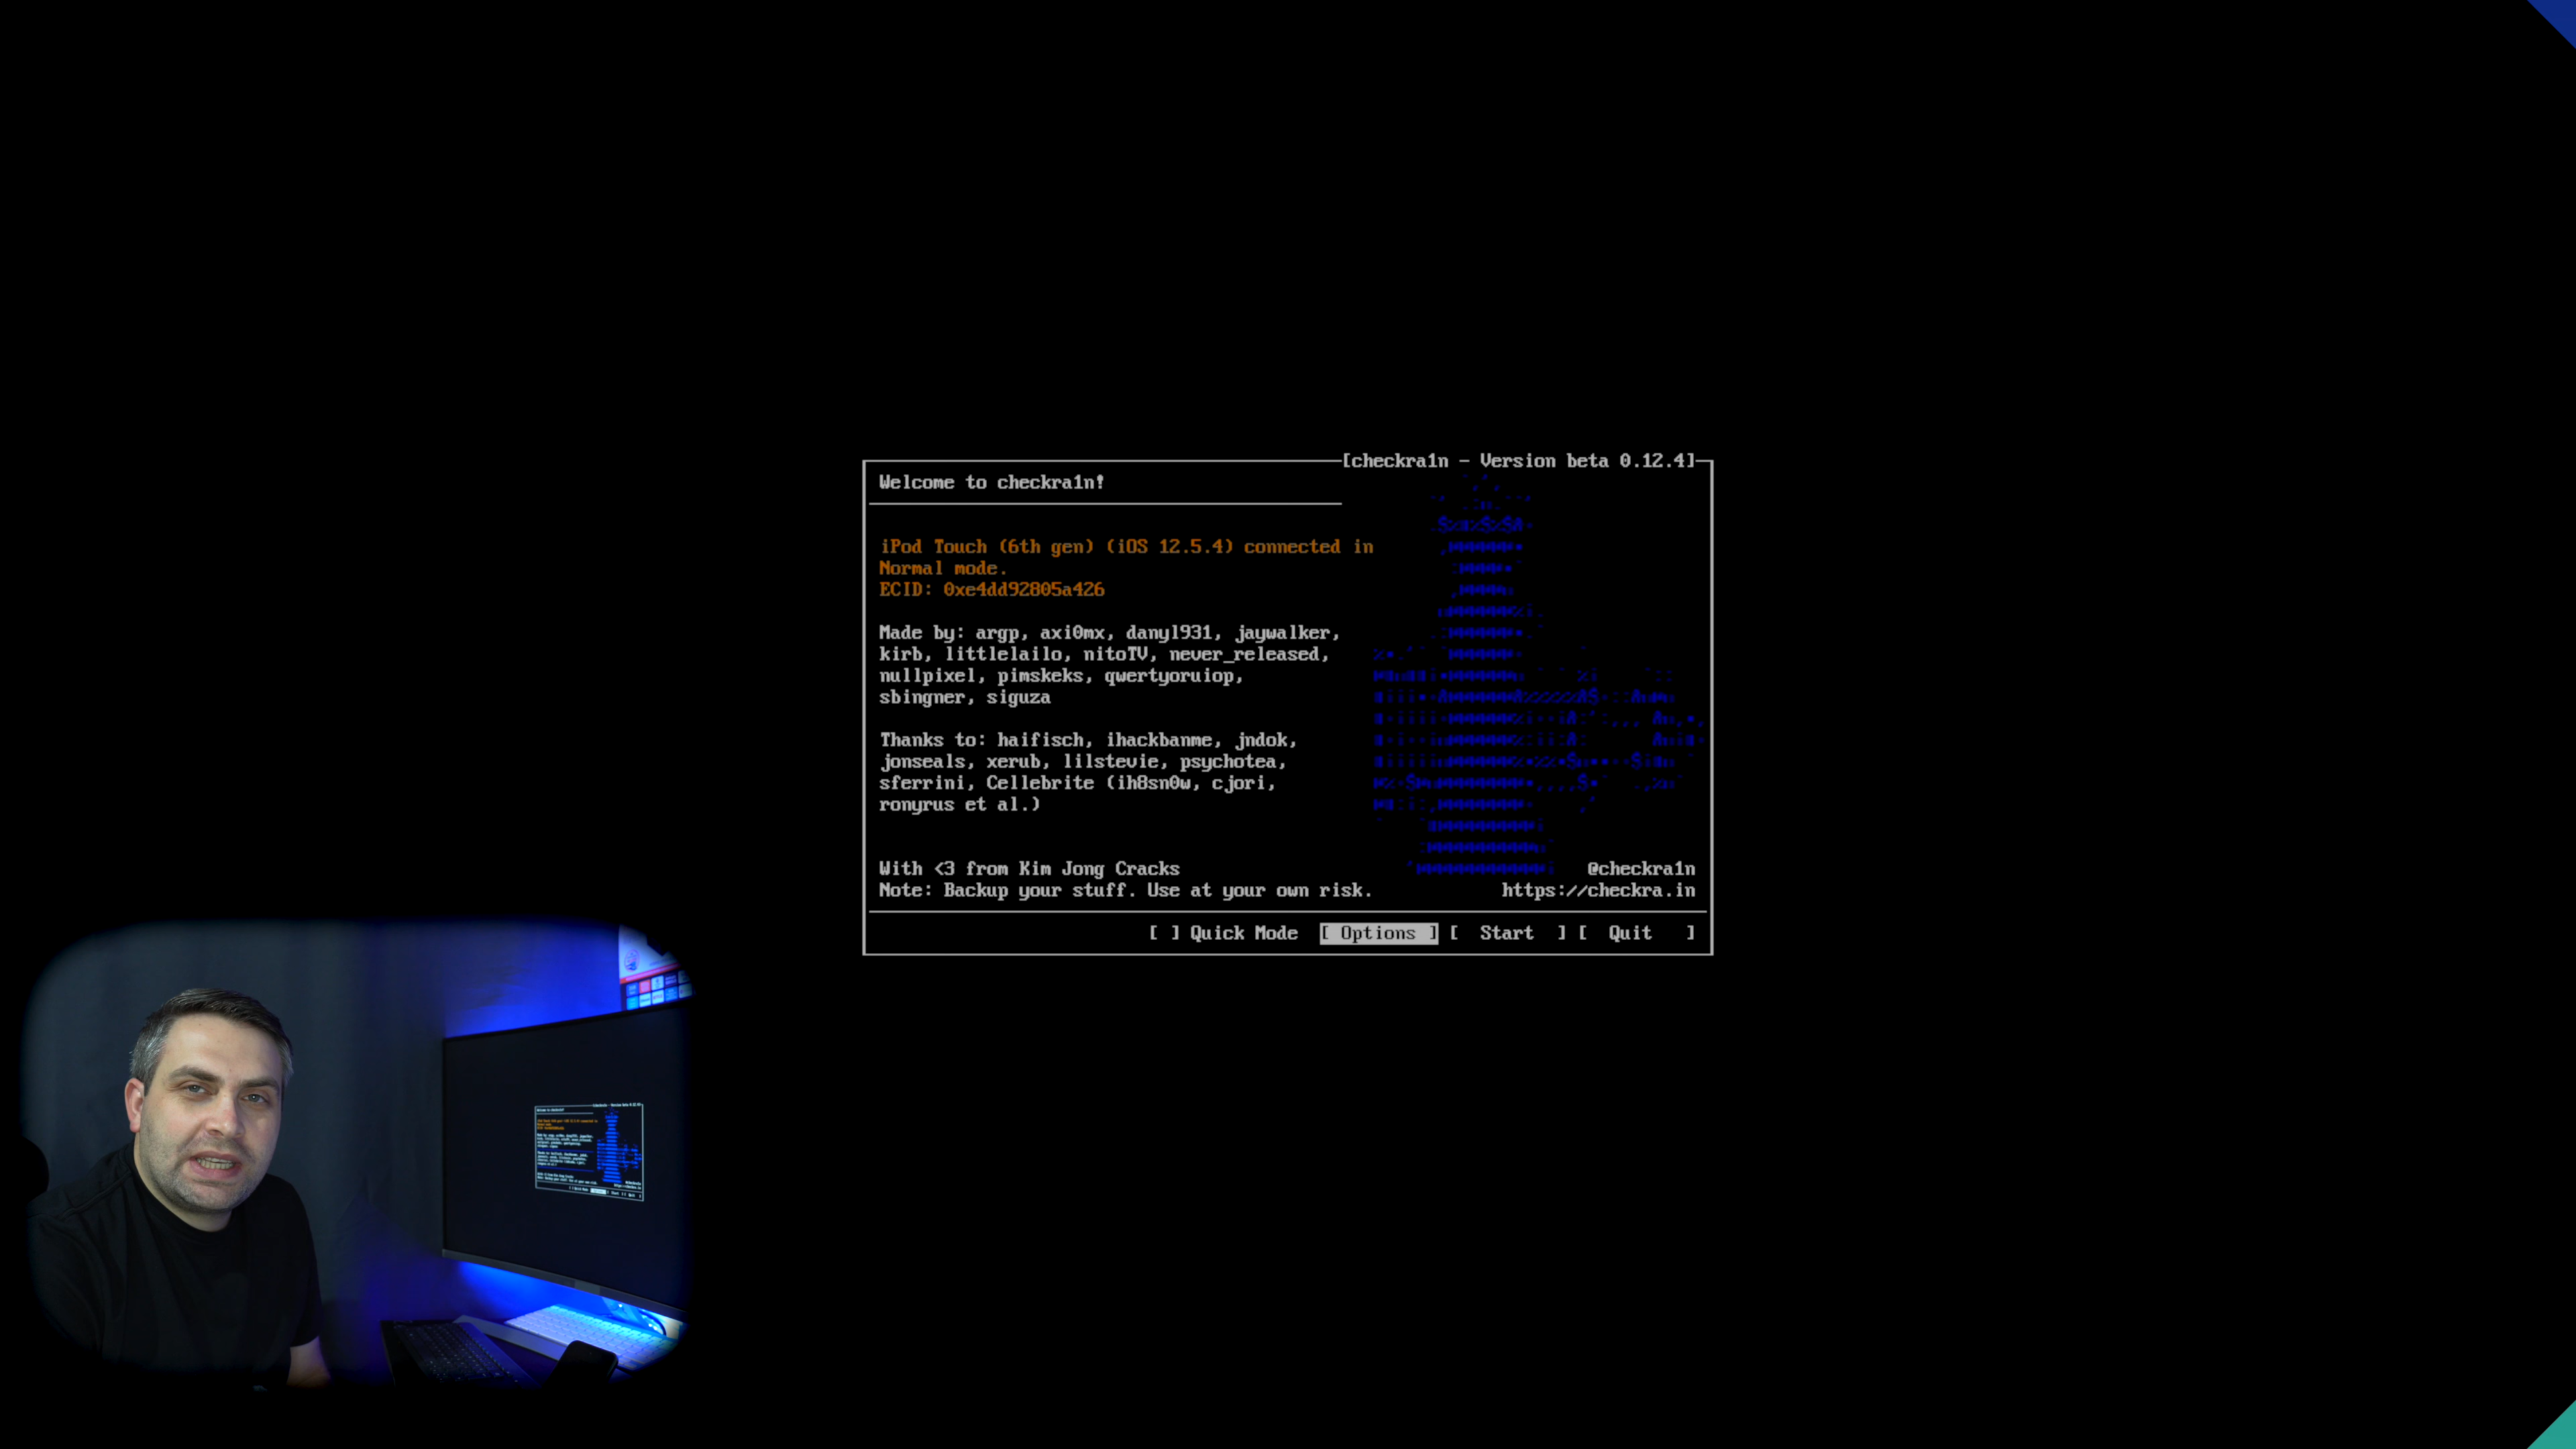 [checkra1n – Version beta 0.12.4]
Welcome to checkra1n!
iPod Touch (6th gen) (iOS 12.5.4) connected in
Normal mode.
ECID: 0xe4dd92805a426
Made by: argp, axi0mx, danyl931, jaywalker,
kirb, littlelailo, nitoTV, never_released,
nullpixel, pimskeks, qwertyoruiop,
sbingner, siguza
Thanks to: haifisch, ihackbanme, jndok,
jonseals, xerub, lilstevie, psychotea,
sferrini, Cellebrite (ih8sn0w, cjori,
ronyrus et al.)
With <3 from Kim Jong Cracks @checkra1n
Note: Backup your stuff. Use at your own risk. https://checkra.in
[ ] Quick Mode [ Options ] [ Start ] [ Quit ]